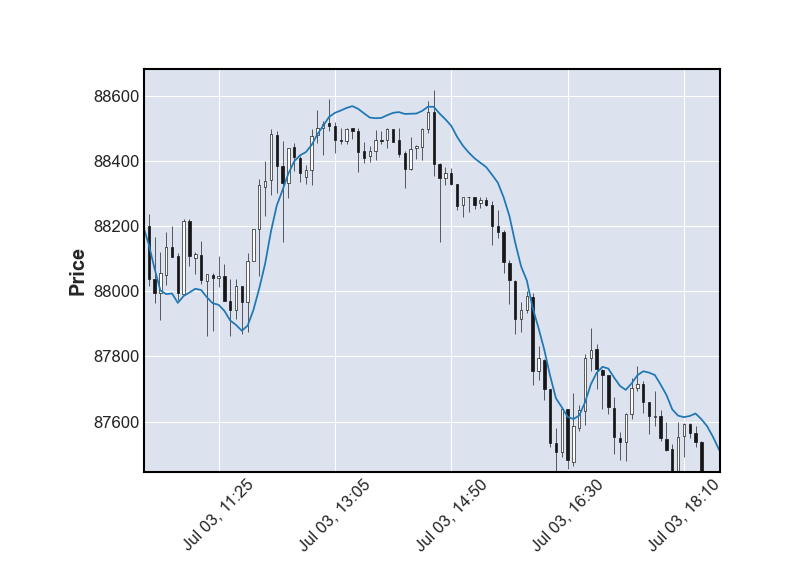 88600
88400
88200
88000
87800
87600
Price
Jul 03, 11:25
Jul 03, 13:05
Jul 03, 14:50
Jul 03, 16:30
Jul 03, 18:10